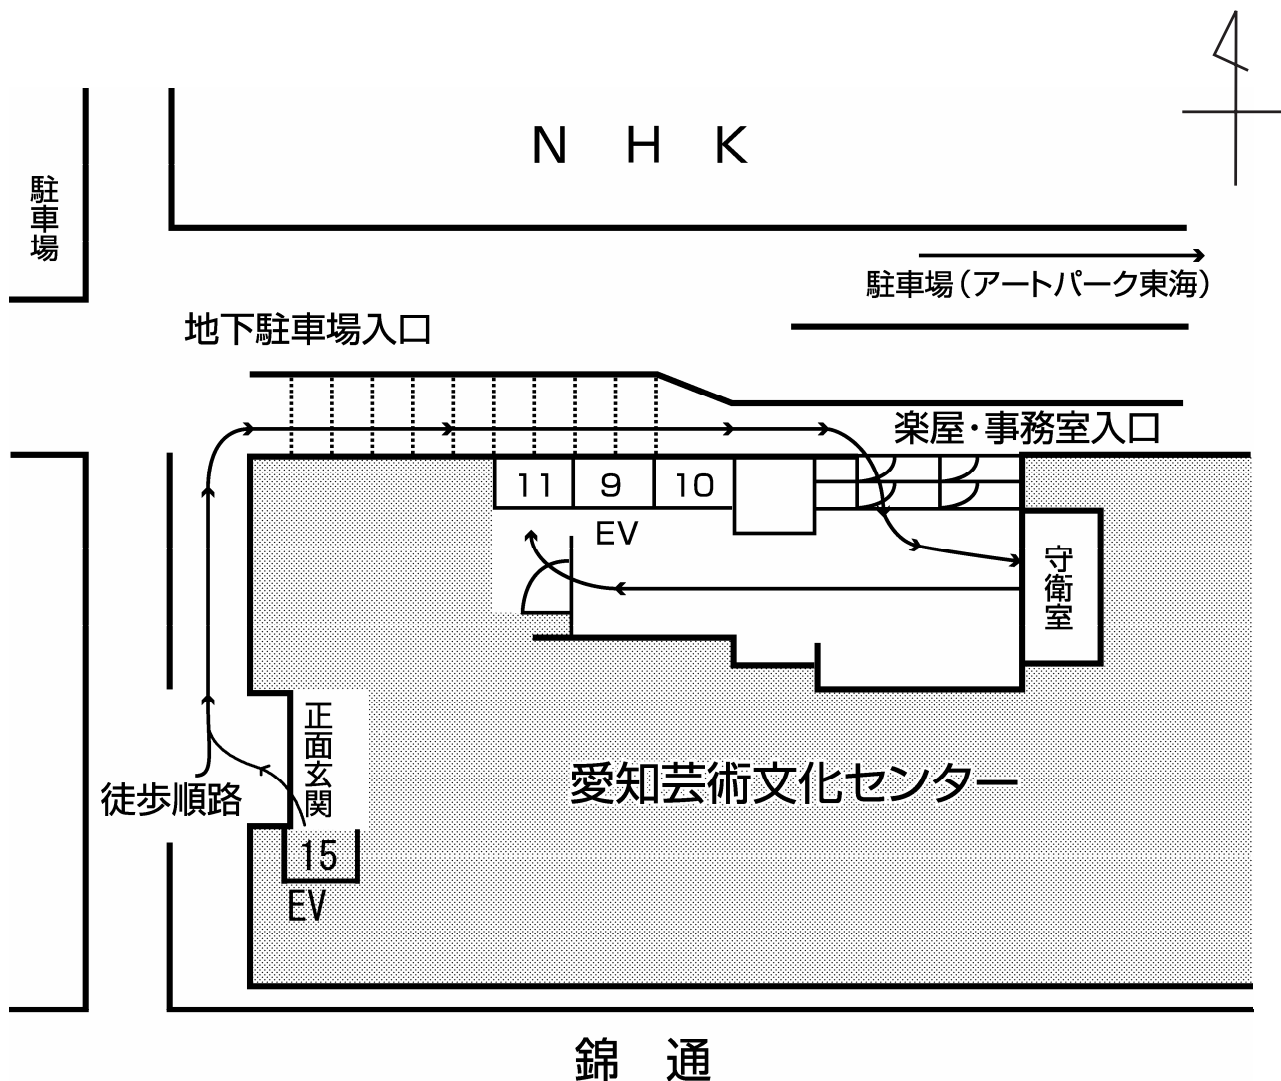 N H K
駐車場
駐車場(アートパーク東海)
地下駐車場入口
楽屋・事務室入口
11
9
10
EV
守衛室
正面玄関
愛知芸術文化センター
徒歩順路
15
EV
錦 通